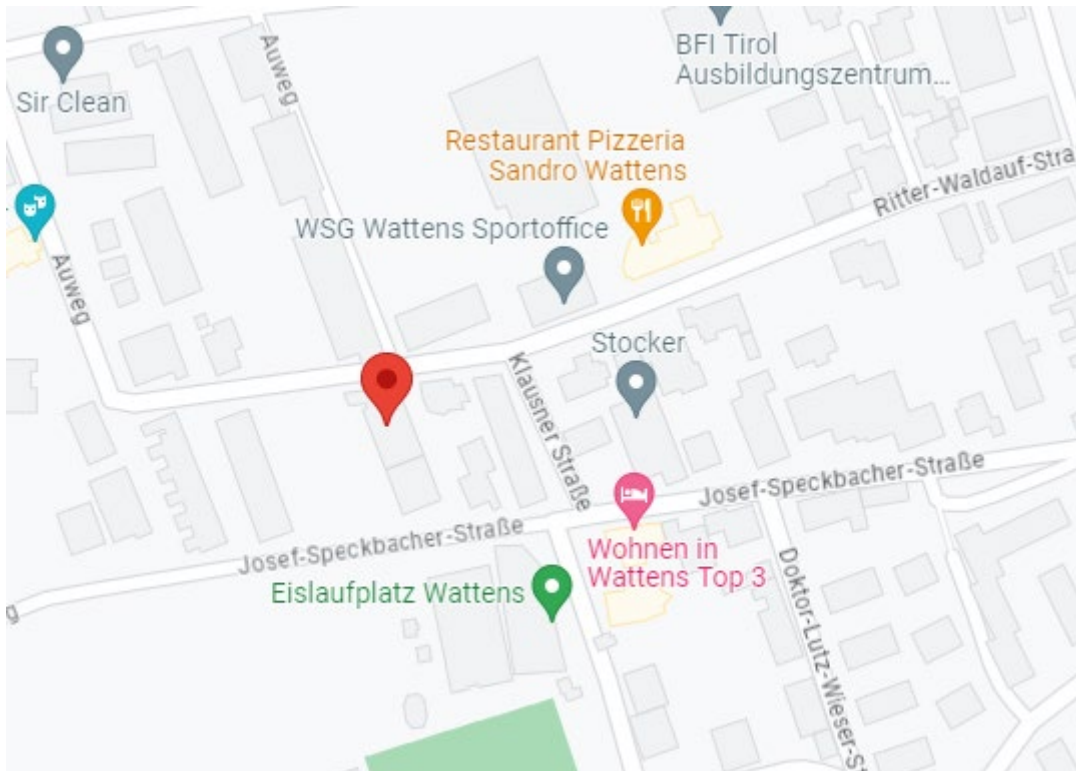 BFI Tirol
Ausbildungszentrum...
Sir Clean
Auweg
Restaurant Pizzeria
Sandro Wattens
Ritter-Waldauf-Stra
WSG Wattens Sportoffice
Auweg
Stocker
Klausner Straße
Josef-Speckbacher-Straße
Josef-Speckbacher-Straße
Wohnen in
Wattens Top 3
Eislaufplatz Wattens
Doktor-Lutz-Wieser-St
g